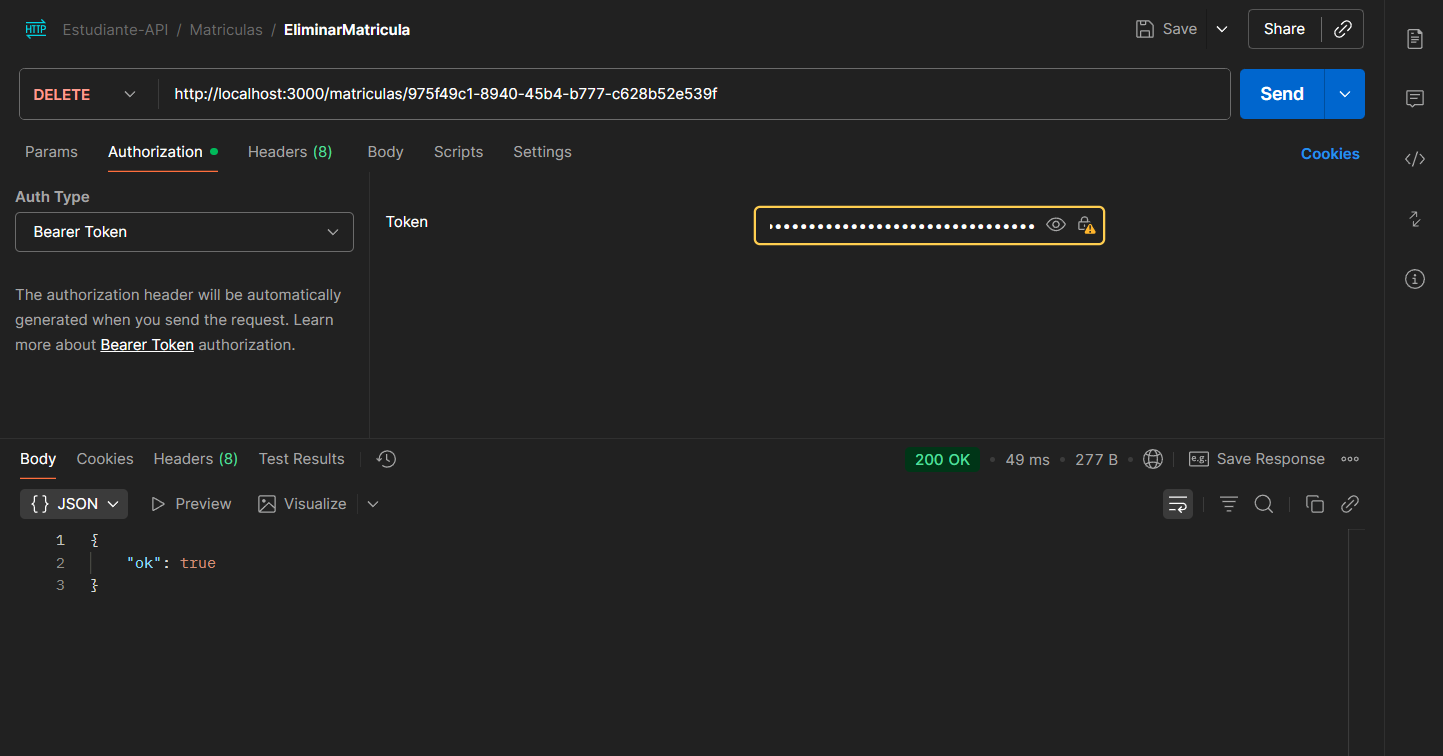 HTTP Estudiante-API / Matriculas / EliminarMatricula Save Share
DELETE http://localhost:3000/matriculas/975f49c1-8940-45b4-b777-c628b52e539f Send
Params Authorization Headers (8) Body Scripts Settings Cookies
Auth Type
Bearer Token
Token
The authorization header will be automatically
generated when you send the request. Learn
more about Bearer Token authorization.
Body Cookies Headers (8) Test Results 200 OK 49 ms 277 B e.g. Save Response
{} JSON Preview Visualize
1 {
2 "ok": true
3 }